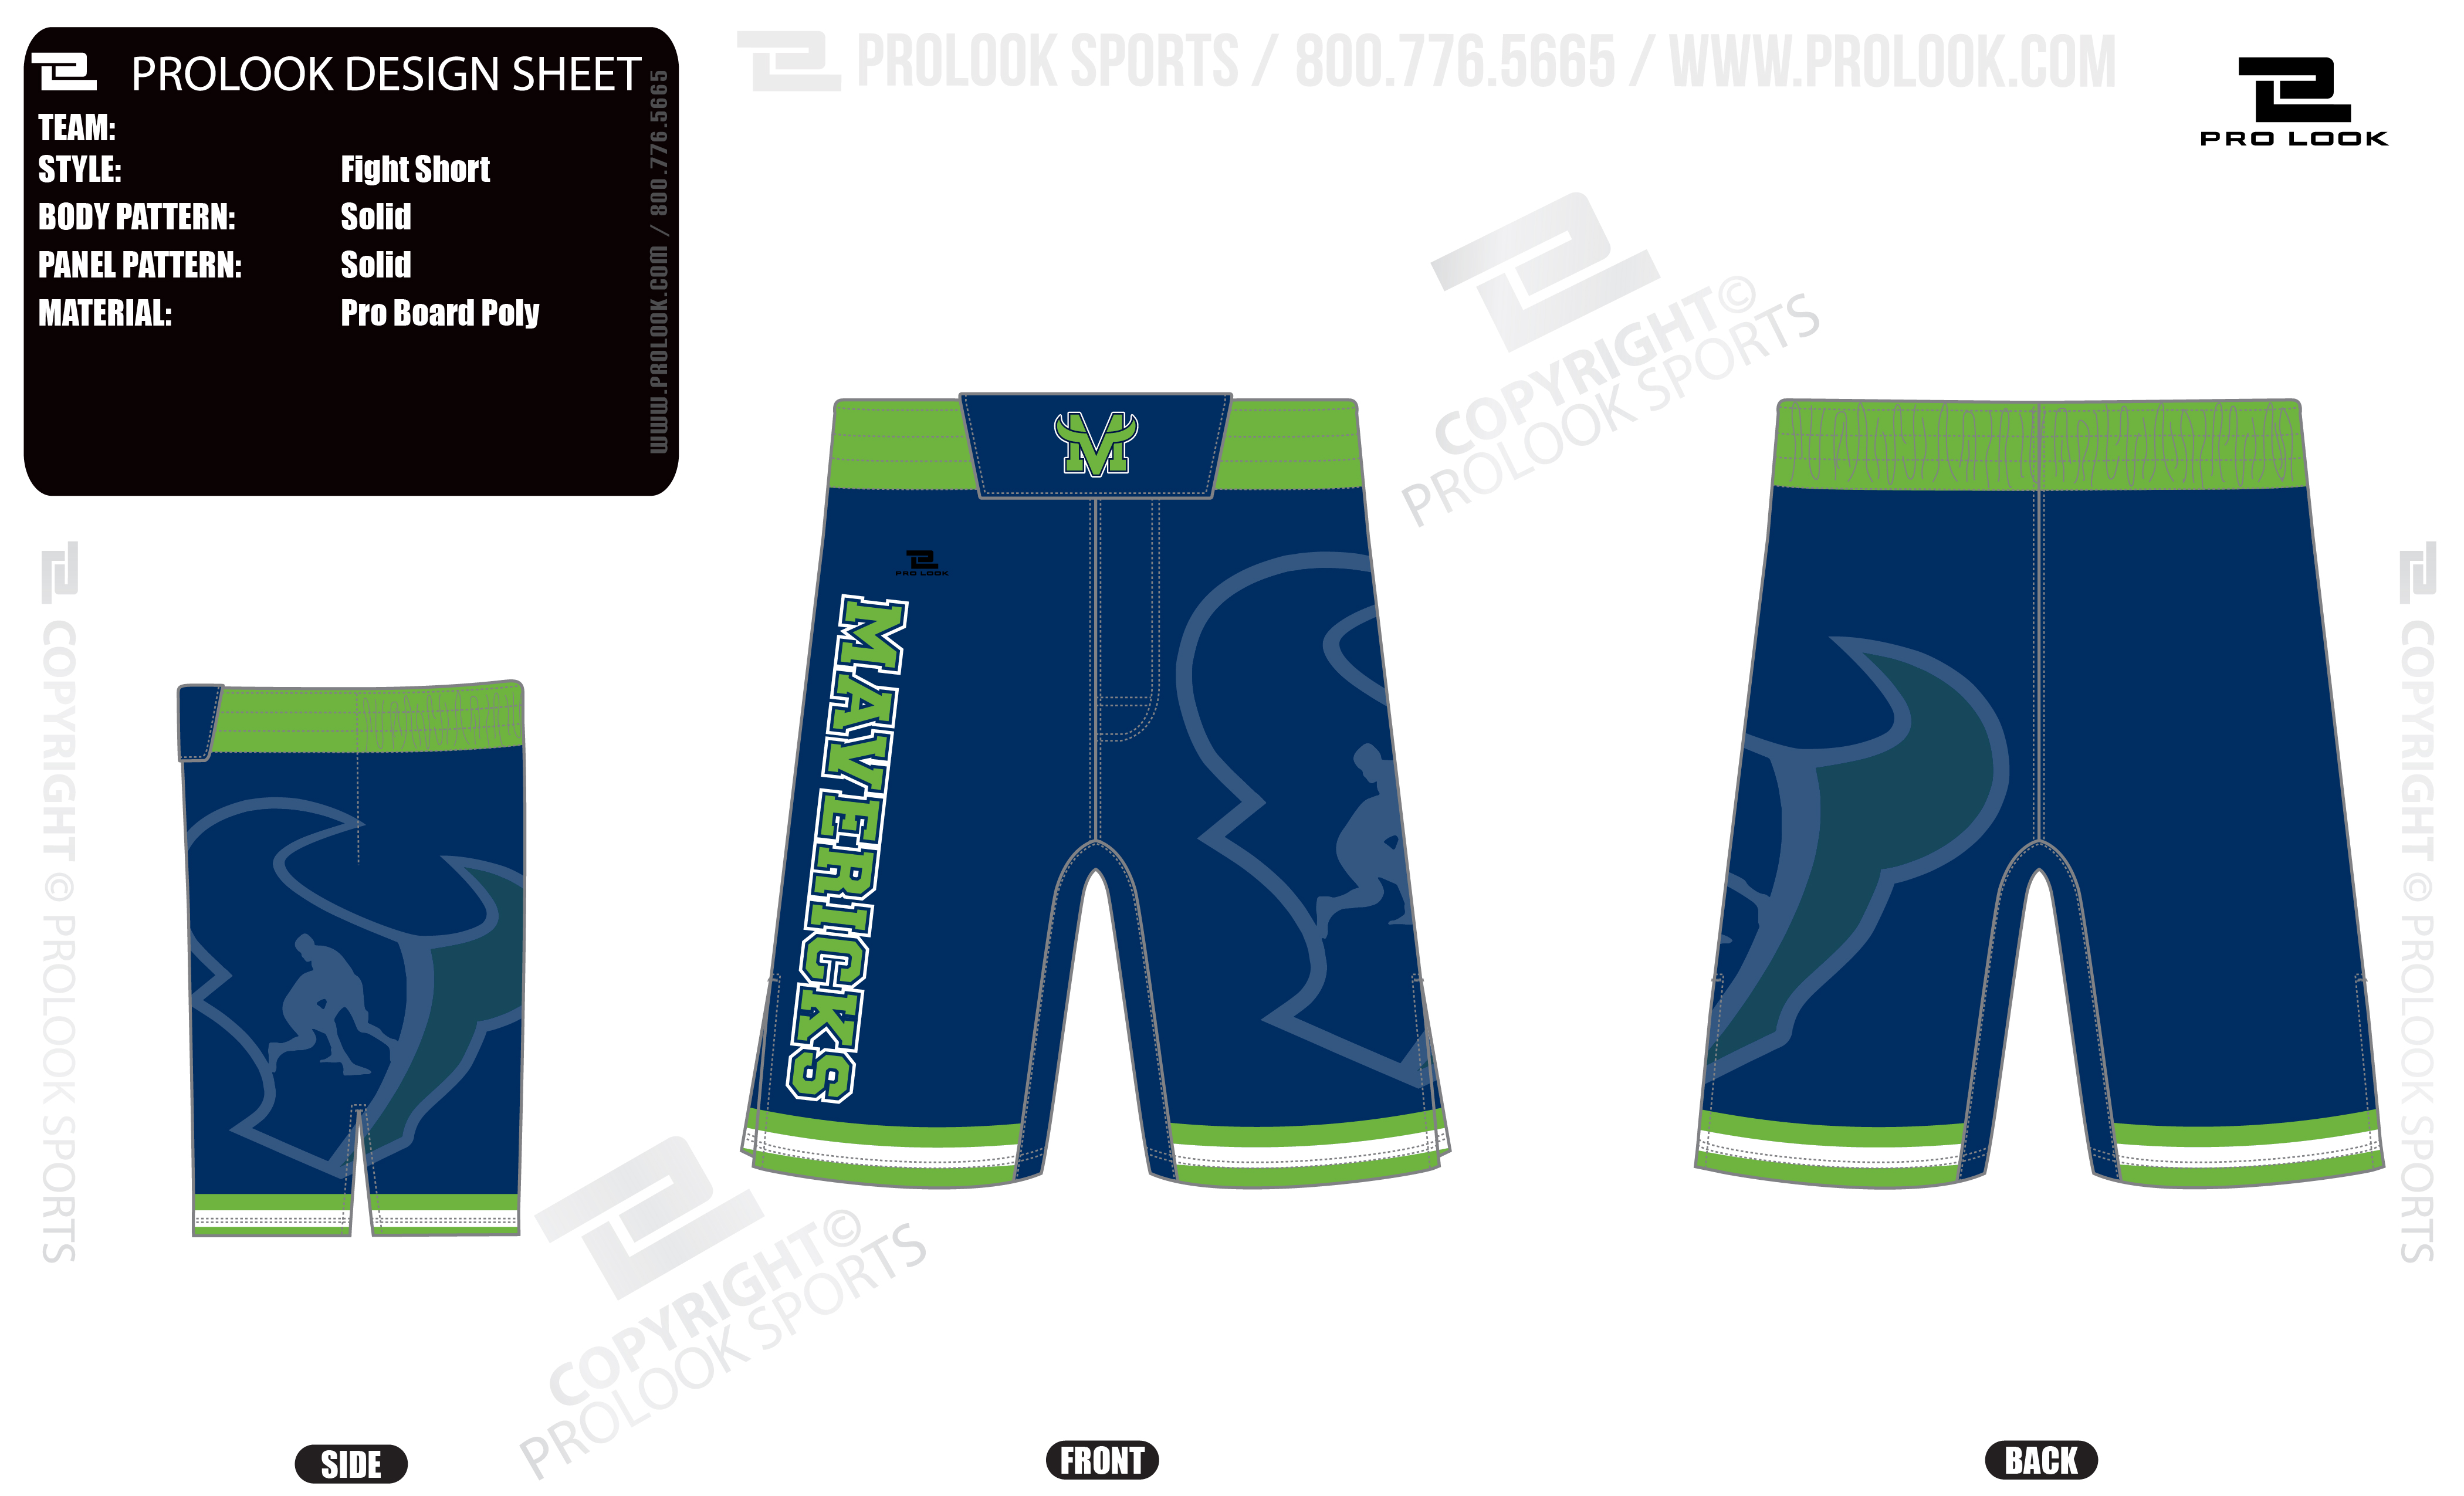 PROLOOK DESIGN SHEET
TEAM:
STYLE: Fight Short
BODY PATTERN: Solid
PANEL PATTERN: Solid
MATERIAL: Pro Board Poly
WWW.PROLOOK.COM / 800.776.5665
PROLOOK SPORTS / 800.776.5665 / WWW.PROLOOK.COM
PRO LOOK
COPYRIGHT©
PROLOOK SPORTS
COPYRIGHT © PROLOOK SPORTS
M
PRO LOOK
MAVERICKS
COPYRIGHT © PROLOOK SPORTS
COPYRIGHT©
PROLOOK SPORTS
SIDE
FRONT
BACK